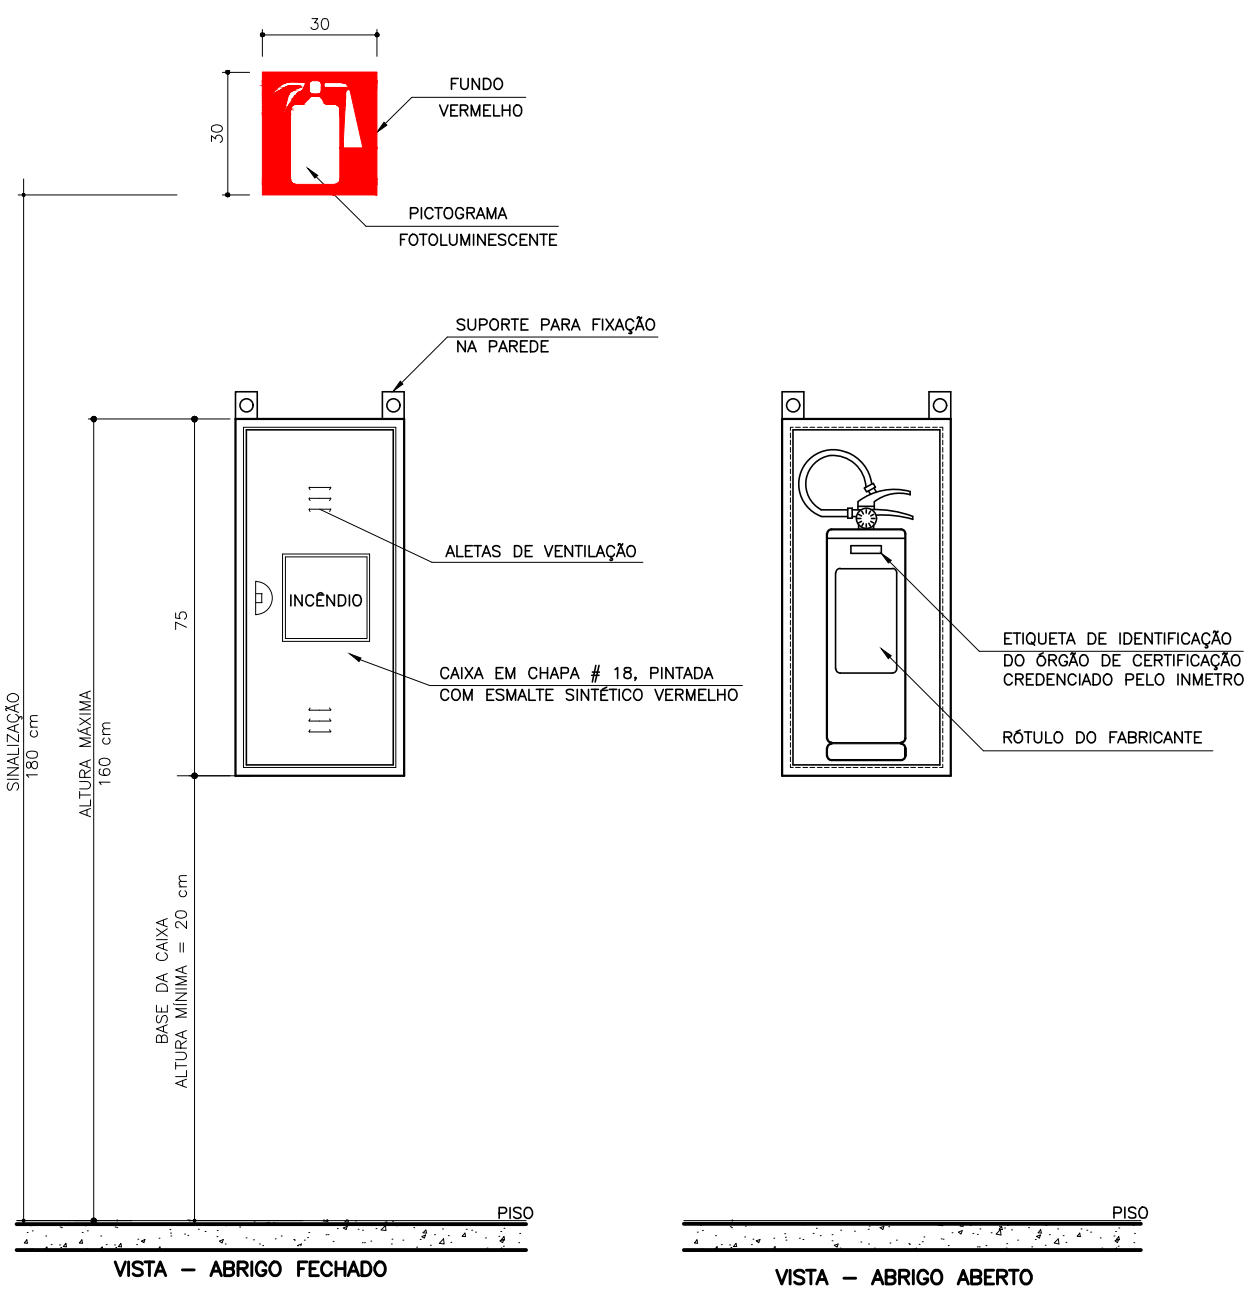 30
30
FUNDO
VERMELHO
PICTOGRAMA
FOTOLUMINESCENTE
SUPORTE PARA FIXAÇÃO
NA PAREDE
ALETAS DE VENTILAÇÃO
INCÊNDIO
75
CAIXA EM CHAPA # 18, PINTADA
COM ESMALTE SINTÉTICO VERMELHO
SINALIZAÇÃO
180 cm
ALTURA MÁXIMA
160 cm
BASE DA CAIXA
ALTURA MÍNIMA = 20 cm
PISO
VISTA – ABRIGO FECHADO
ETIQUETA DE IDENTIFICAÇÃO
DO ÓRGÃO DE CERTIFICAÇÃO
CREDENCIADO PELO INMETRO
RÓTULO DO FABRICANTE
PISO
VISTA – ABRIGO ABERTO